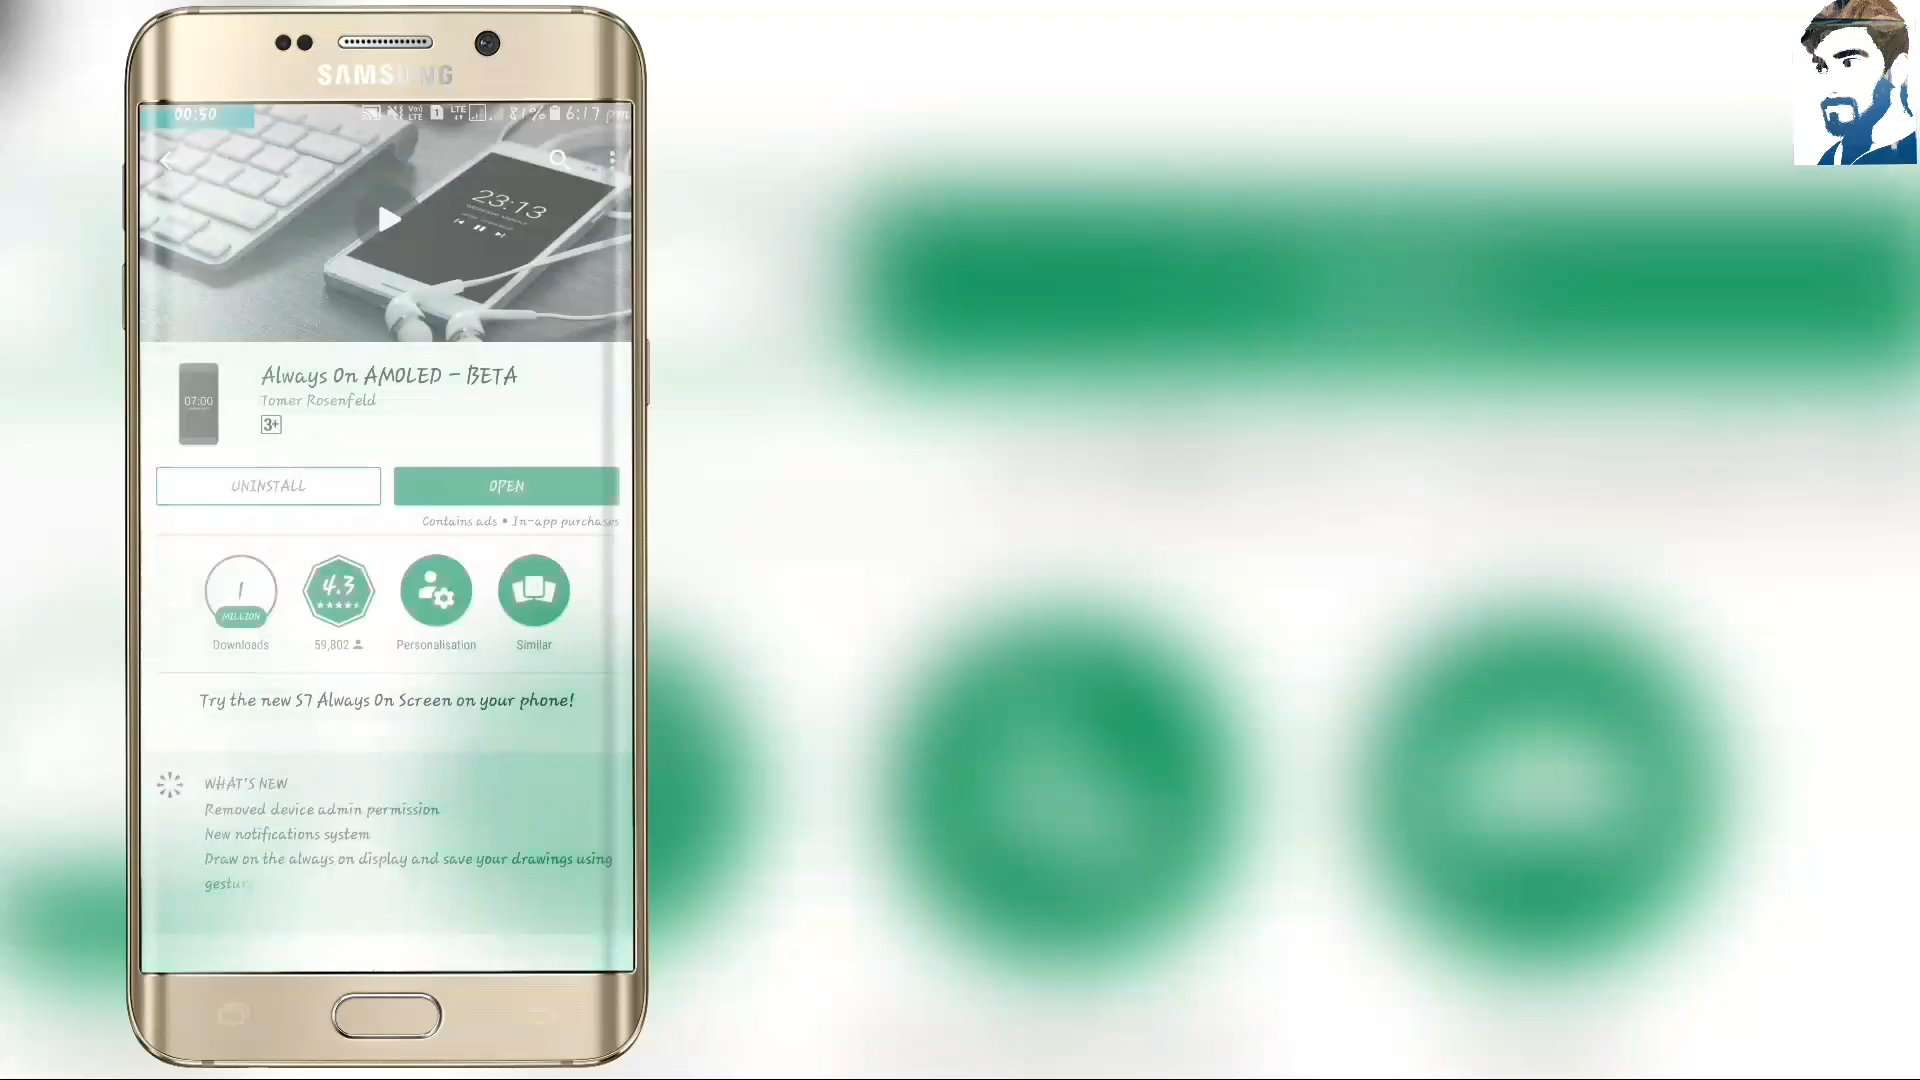 SAMSUNG
00:50
LTE
1
LTE
81%
6:17 pm
23:13
Always On AMOLED - BETA
Tomer Rosenfeld
3+
07:00
UNINSTALL
OPEN
Contains ads • In-app purchases
1
MILLION
4.3
Downloads
59,802
Personalisation
Similar
Try the new S7 Always On Screen on your phone!
WHAT'S NEW
Removed device admin permission
New notifications system
Draw on the always on display and save your drawings using
gestur